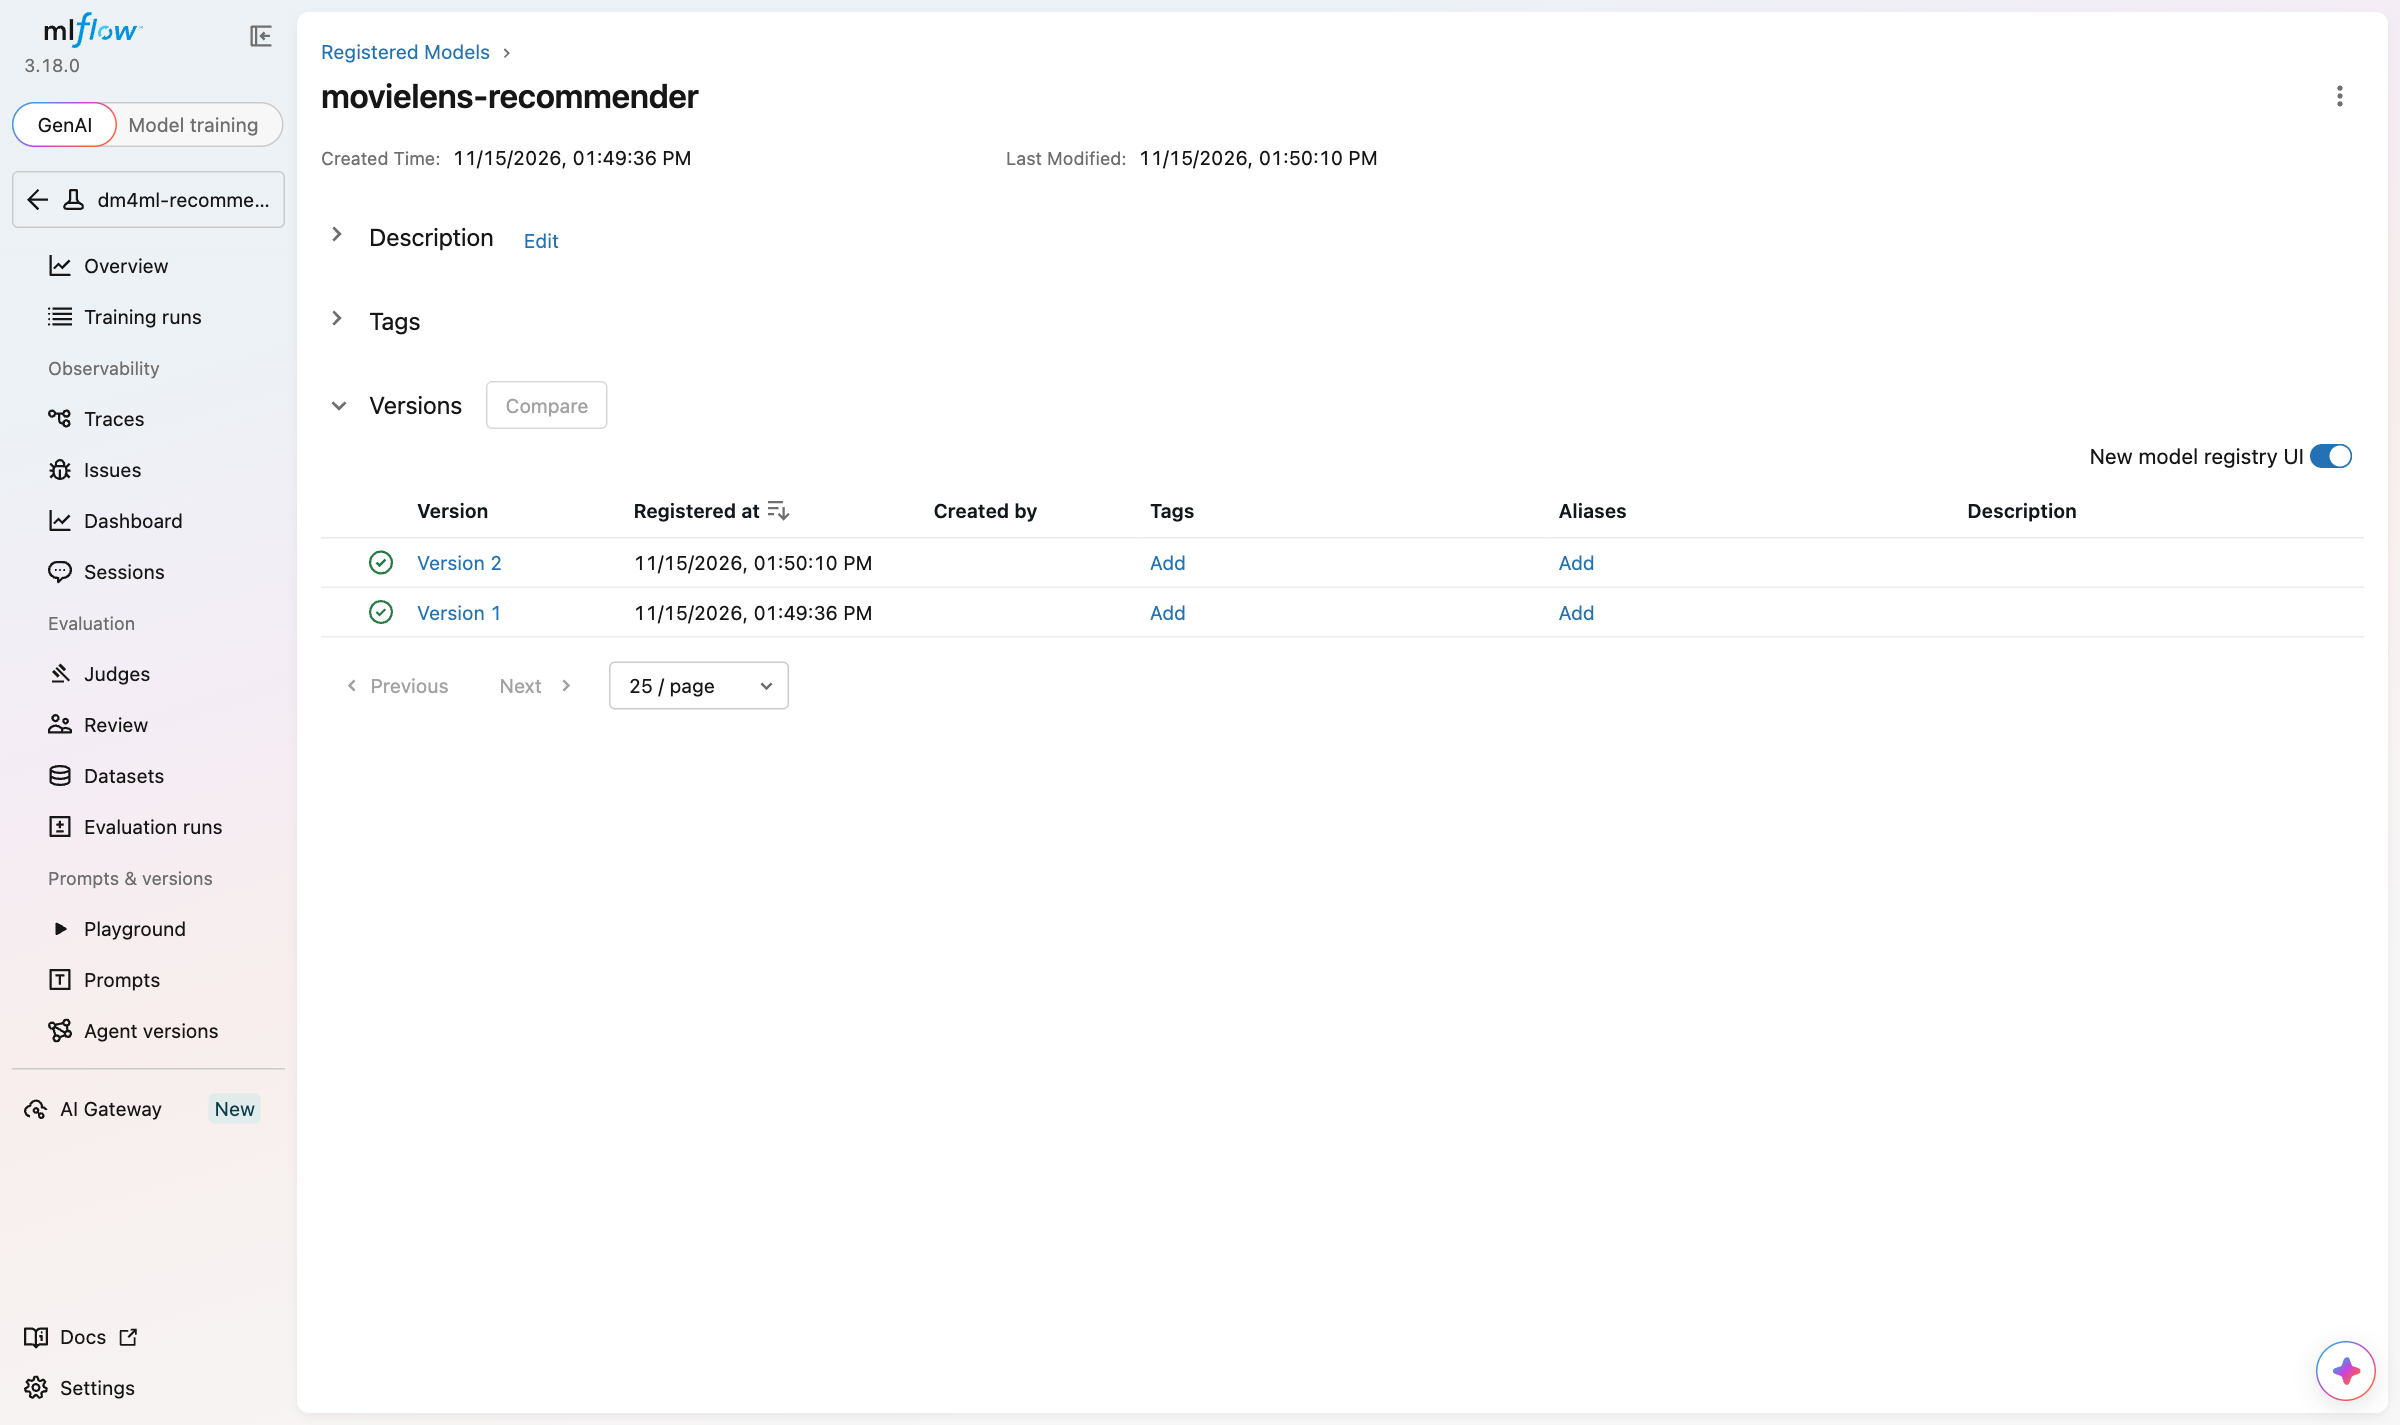 mlflow
3.18.0
GenAI
Model training
dm4ml-recomme...
Overview
Training runs
Observability
Traces
Issues
Dashboard
Sessions
Evaluation
Judges
Review
Datasets
Evaluation runs
Prompts & versions
Playground
Prompts
Agent versions
AI Gateway New
Docs
Settings
Registered Models
movielens-recommender
Created Time: 11/15/2026, 01:49:36 PM Last Modified: 11/15/2026, 01:50:10 PM
Description Edit
Tags
Versions Compare
New model registry UI
Version Registered at Created by Tags Aliases Description
Version 2 11/15/2026, 01:50:10 PM Add Add
Version 1 11/15/2026, 01:49:36 PM Add Add
Previous Next 25 / page